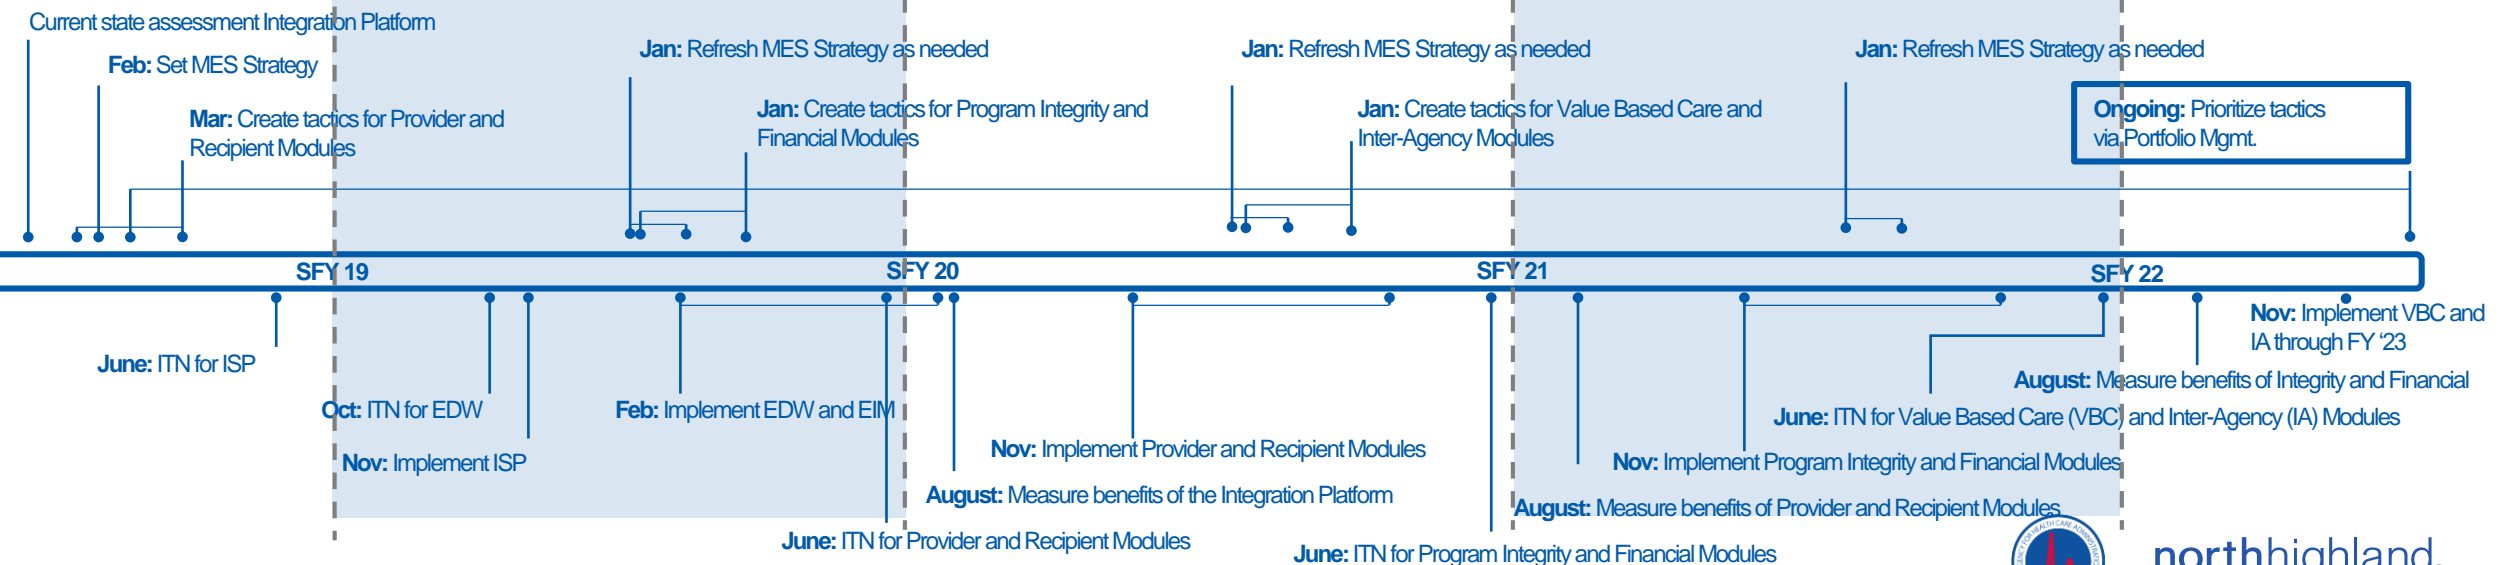 Current state assessment Integration Platform
Feb: Set MES Strategy
Mar: Create tactics for Provider and
Recipient Modules
Jan: Refresh MES Strategy as needed
Jan: Create tactics for Program Integrity and
Financial Modules
Jan: Refresh MES Strategy as needed
Jan: Create tactics for Value Based Care and
Inter-Agency Modules
Jan: Refresh MES Strategy as needed
Ongoing: Prioritize tactics
via Portfolio Mgmt.
SFY 19
SFY 20
SFY 21
SFY 22
June: ITN for ISP
Oct: ITN for EDW
Nov: Implement ISP
Feb: Implement EDW and EIM
June: ITN for Provider and Recipient Modules
August: Measure benefits of the Integration Platform
Nov: Implement Provider and Recipient Modules
June: ITN for Program Integrity and Financial Modules
August: Measure benefits of Provider and Recipient Modules
Nov: Implement Program Integrity and Financial Modules
June: ITN for Value Based Care (VBC) and Inter-Agency (IA) Modules
August: Measure benefits of Integrity and Financial
Nov: Implement VBC and
IA through FY ‘23
AGENCY FOR HEALTH CARE ADMINISTRATION
northhighland.